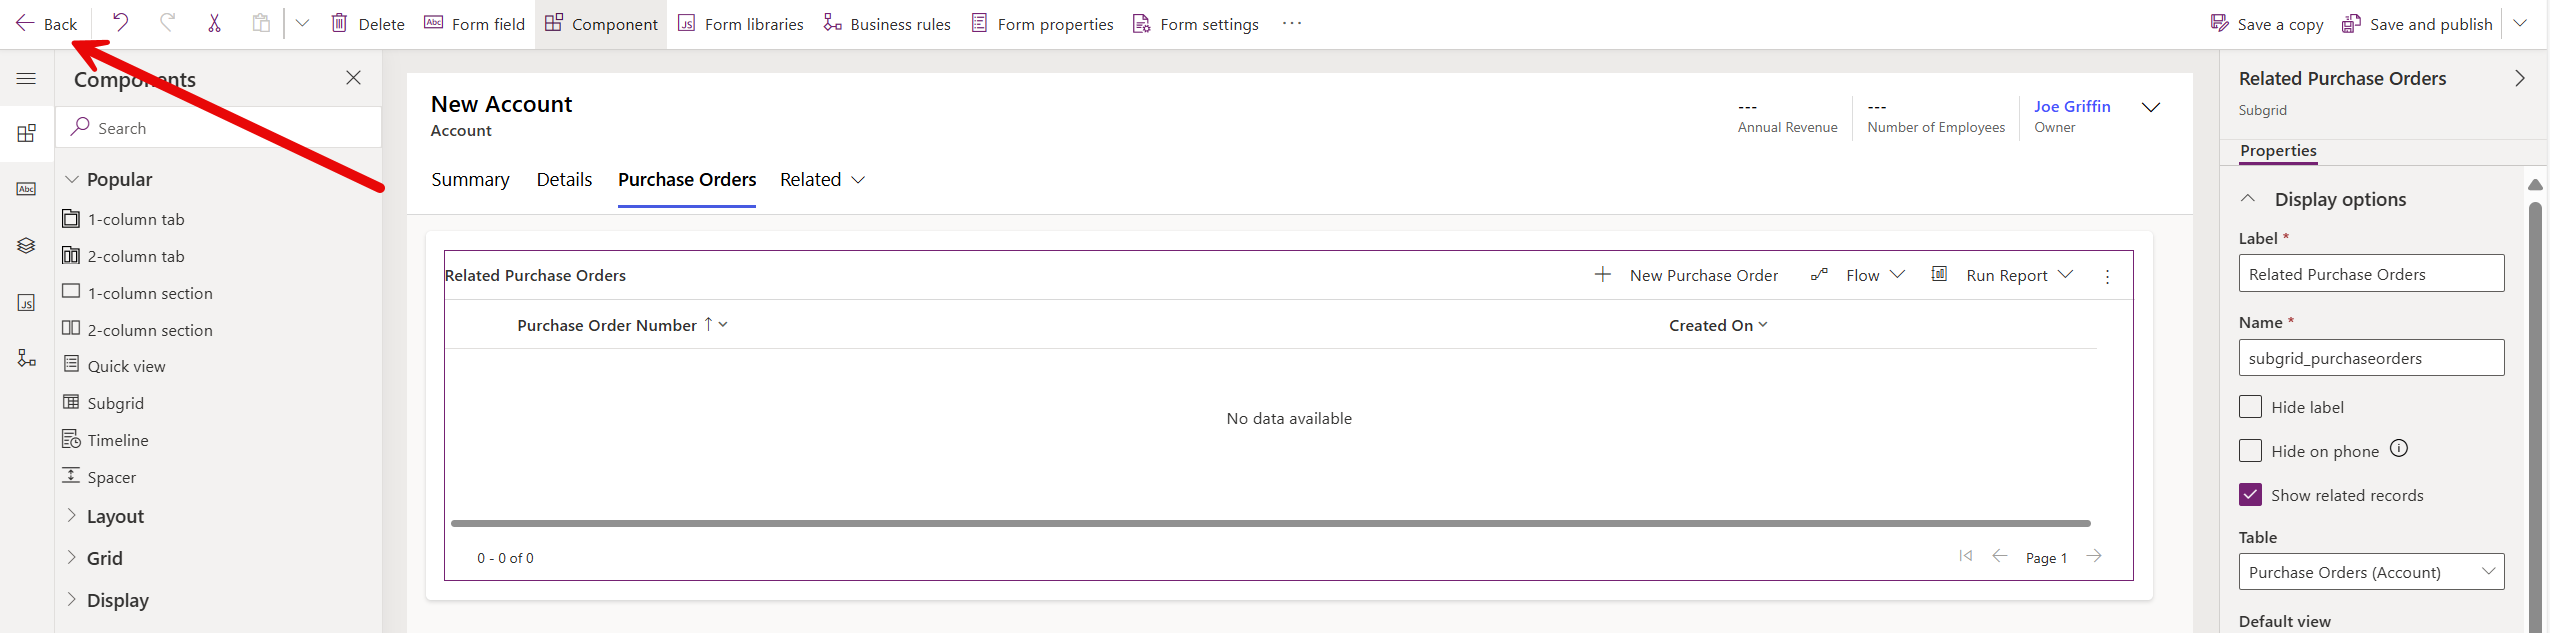 Back Delete Abc Form field Component JS Form libraries Business rules Form properties Form settings ... Save a copy Save and publish
Components
Search
Popular
1-column tab
2-column tab
1-column section
2-column section
Quick view
Subgrid
Timeline
Spacer
Layout
Grid
Display
Abc
JS
New Account
Account
--- Annual Revenue
--- Number of Employees
Joe Griffin
Owner
Summary Details Purchase Orders Related
Related Purchase Orders New Purchase Order Flow Run Report
Purchase Order Number Created On
No data available
0 - 0 of 0 Page 1
Related Purchase Orders
Subgrid
Properties
Display options
Label *
Related Purchase Orders
Name *
subgrid_purchaseorders
Hide label
Hide on phone
Show related records
Table
Purchase Orders (Account)
Default view